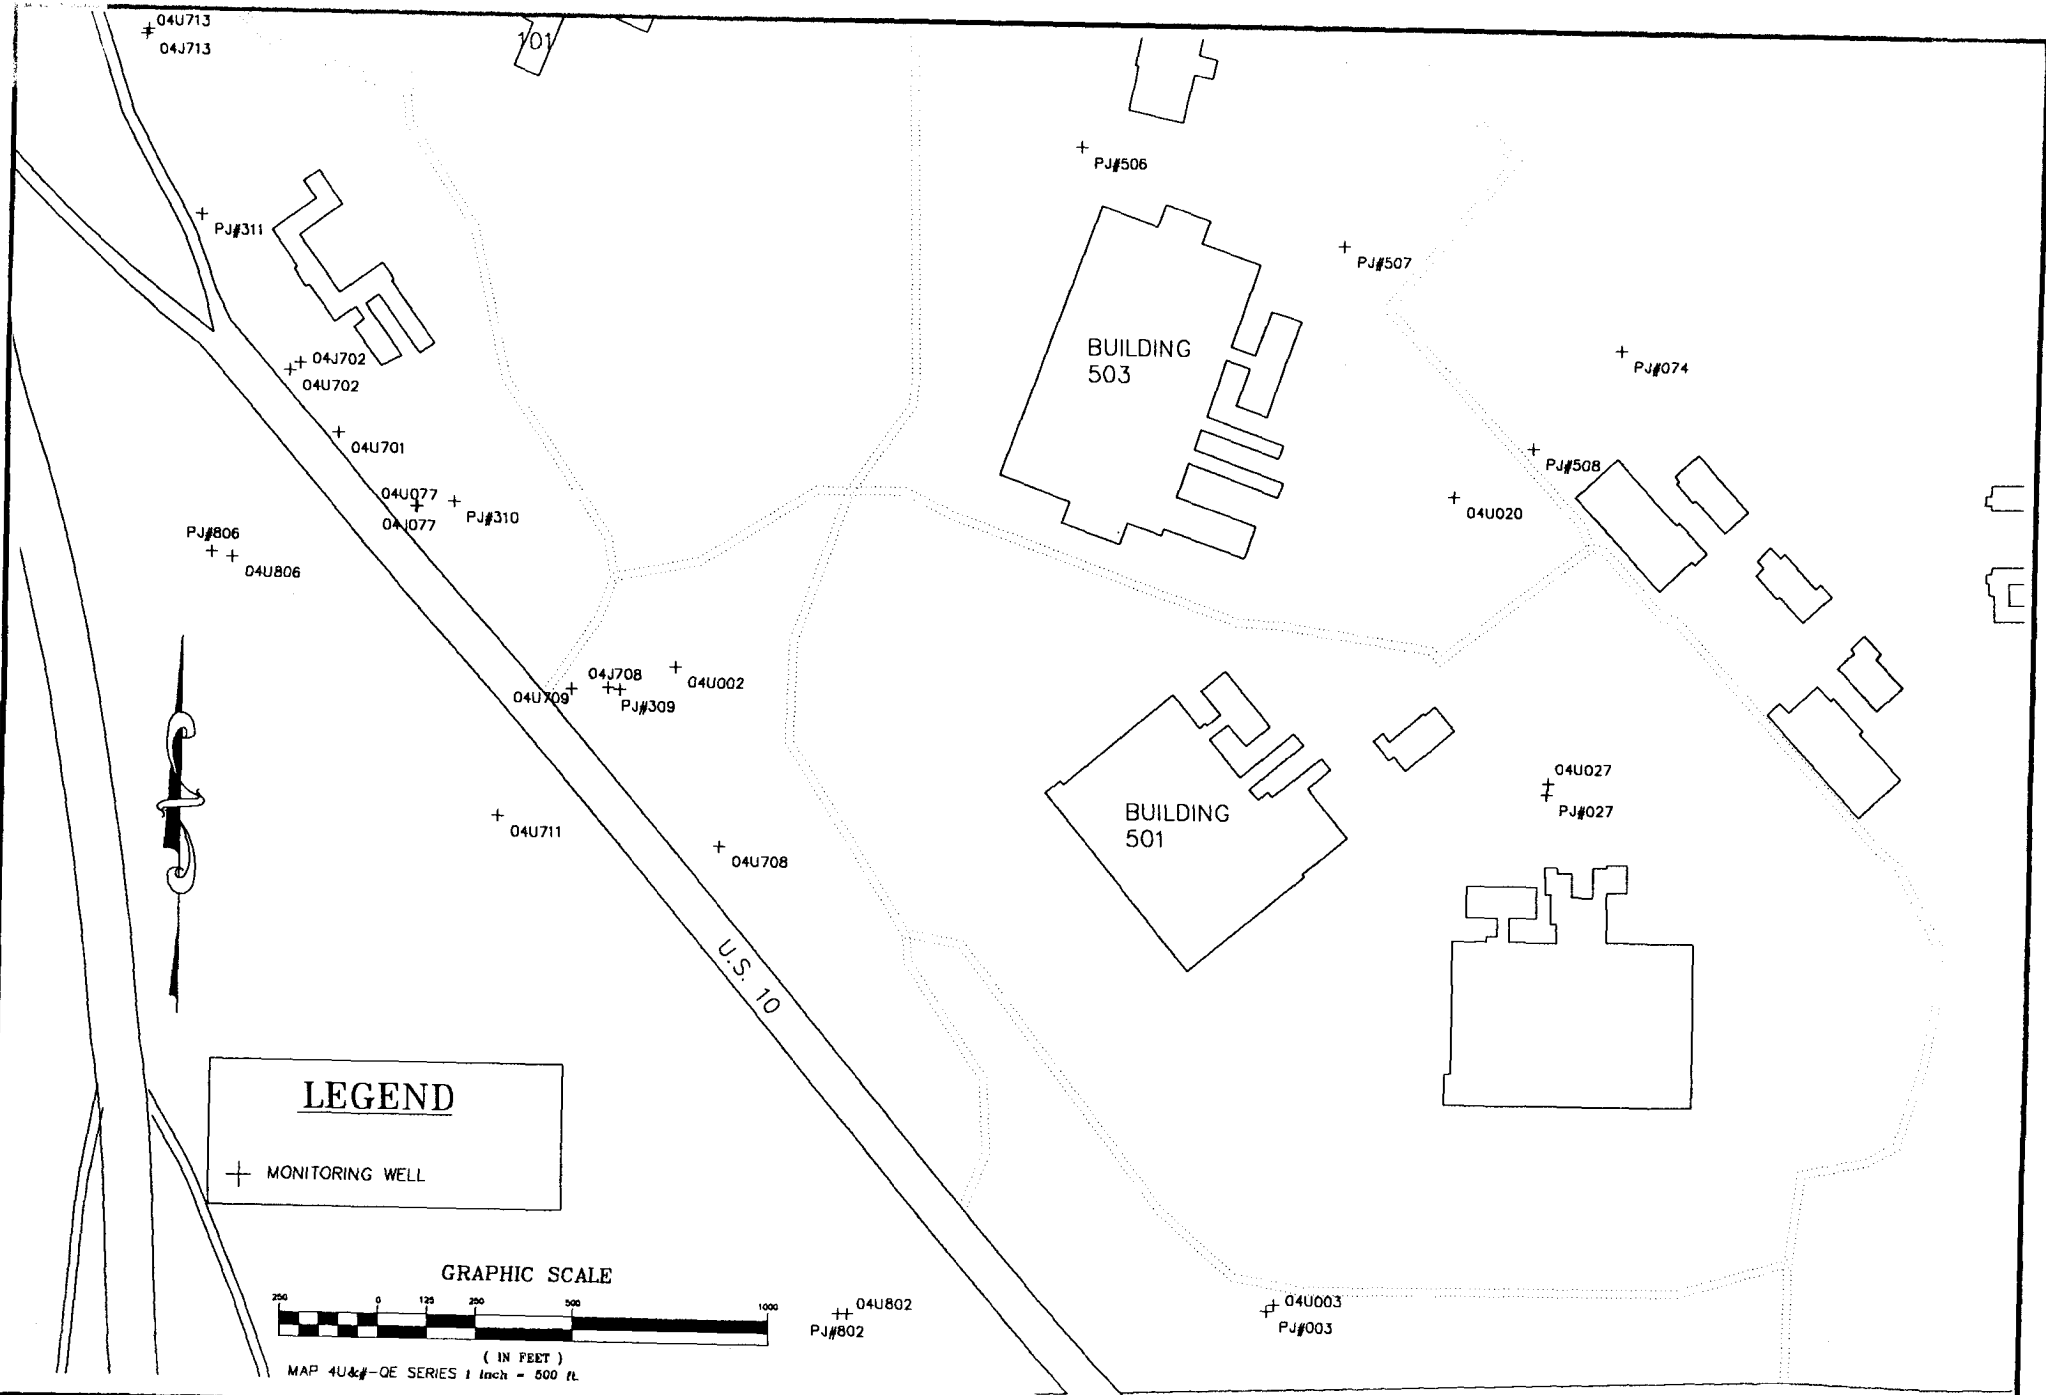 04U713
04J713
101
PJ#506
PJ#311
PJ#507
BUILDING
503
04J702
04U702
PJ#074
04U701
PJ#508
04U077
04J077
PJ#310
04U020
PJ#806
04U806
04J708
04U709
04U002
PJ#309
04U027
PJ#027
BUILDING
501
04U711
04U708
U.S. 10
LEGEND
MONITORING WELL
GRAPHIC SCALE
250 0 125 250 500 1000
( IN FEET )
MAP 4U&#-QE SERIES 1 inch = 500 ft.
04U802
PJ#802
04U003
PJ#003